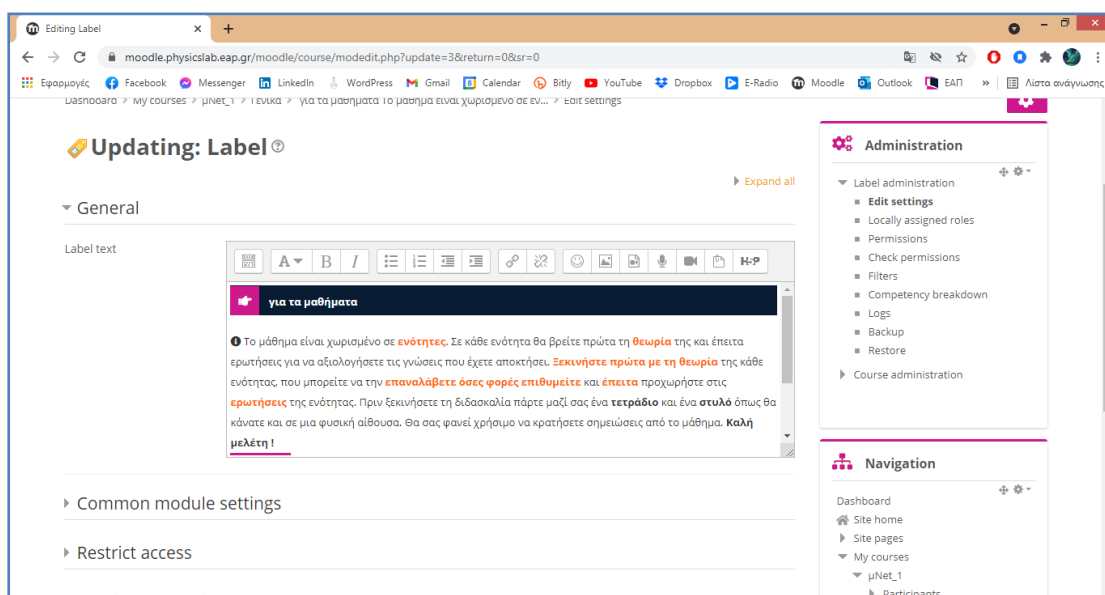 Editing Label
moodle.physicslab.eap.gr/moodle/course/modedit.php?update=3&return=0&sr=0
Εφαρμογές Facebook Messenger LinkedIn WordPress M Gmail Calendar Bitly YouTube Dropbox E-Radio Moodle Outlook ΕΑΠ » Λίστα ανάγνωσης
Dashboard > My courses > μNet_1 > Γενικά > για τα μαθήματα Το μάθημα είναι χωρισμένο σε εν... > Edit settings
Updating: Label
Expand all
General
Label text
A B I H-P
για τα μαθήματα
Το μάθημα είναι χωρισμένο σε ενότητες. Σε κάθε ενότητα θα βρείτε πρώτα τη θεωρία της και έπειτα
ερωτήσεις για να αξιολογήσετε τις γνώσεις που έχετε αποκτήσει. Ξεκινήστε πρώτα με τη θεωρία της κάθε
ενότητας, που μπορείτε να την επαναλάβετε όσες φορές επιθυμείτε και έπειτα προχωρήστε στις
ερωτήσεις της ενότητας. Πριν ξεκινήσετε τη διδασκαλία πάρτε μαζί σας ένα τετράδιο και ένα στυλό όπως θα
κάνατε και σε μια φυσική αίθουσα. Θα σας φανεί χρήσιμο να κρατήσετε σημειώσεις από το μάθημα. Καλή
μελέτη !
Common module settings
Restrict access
Administration
Label administration
Edit settings
Locally assigned roles
Permissions
Check permissions
Filters
Competency breakdown
Logs
Backup
Restore
Course administration
Navigation
Dashboard
Site home
Site pages
My courses
μNet_1
Participants